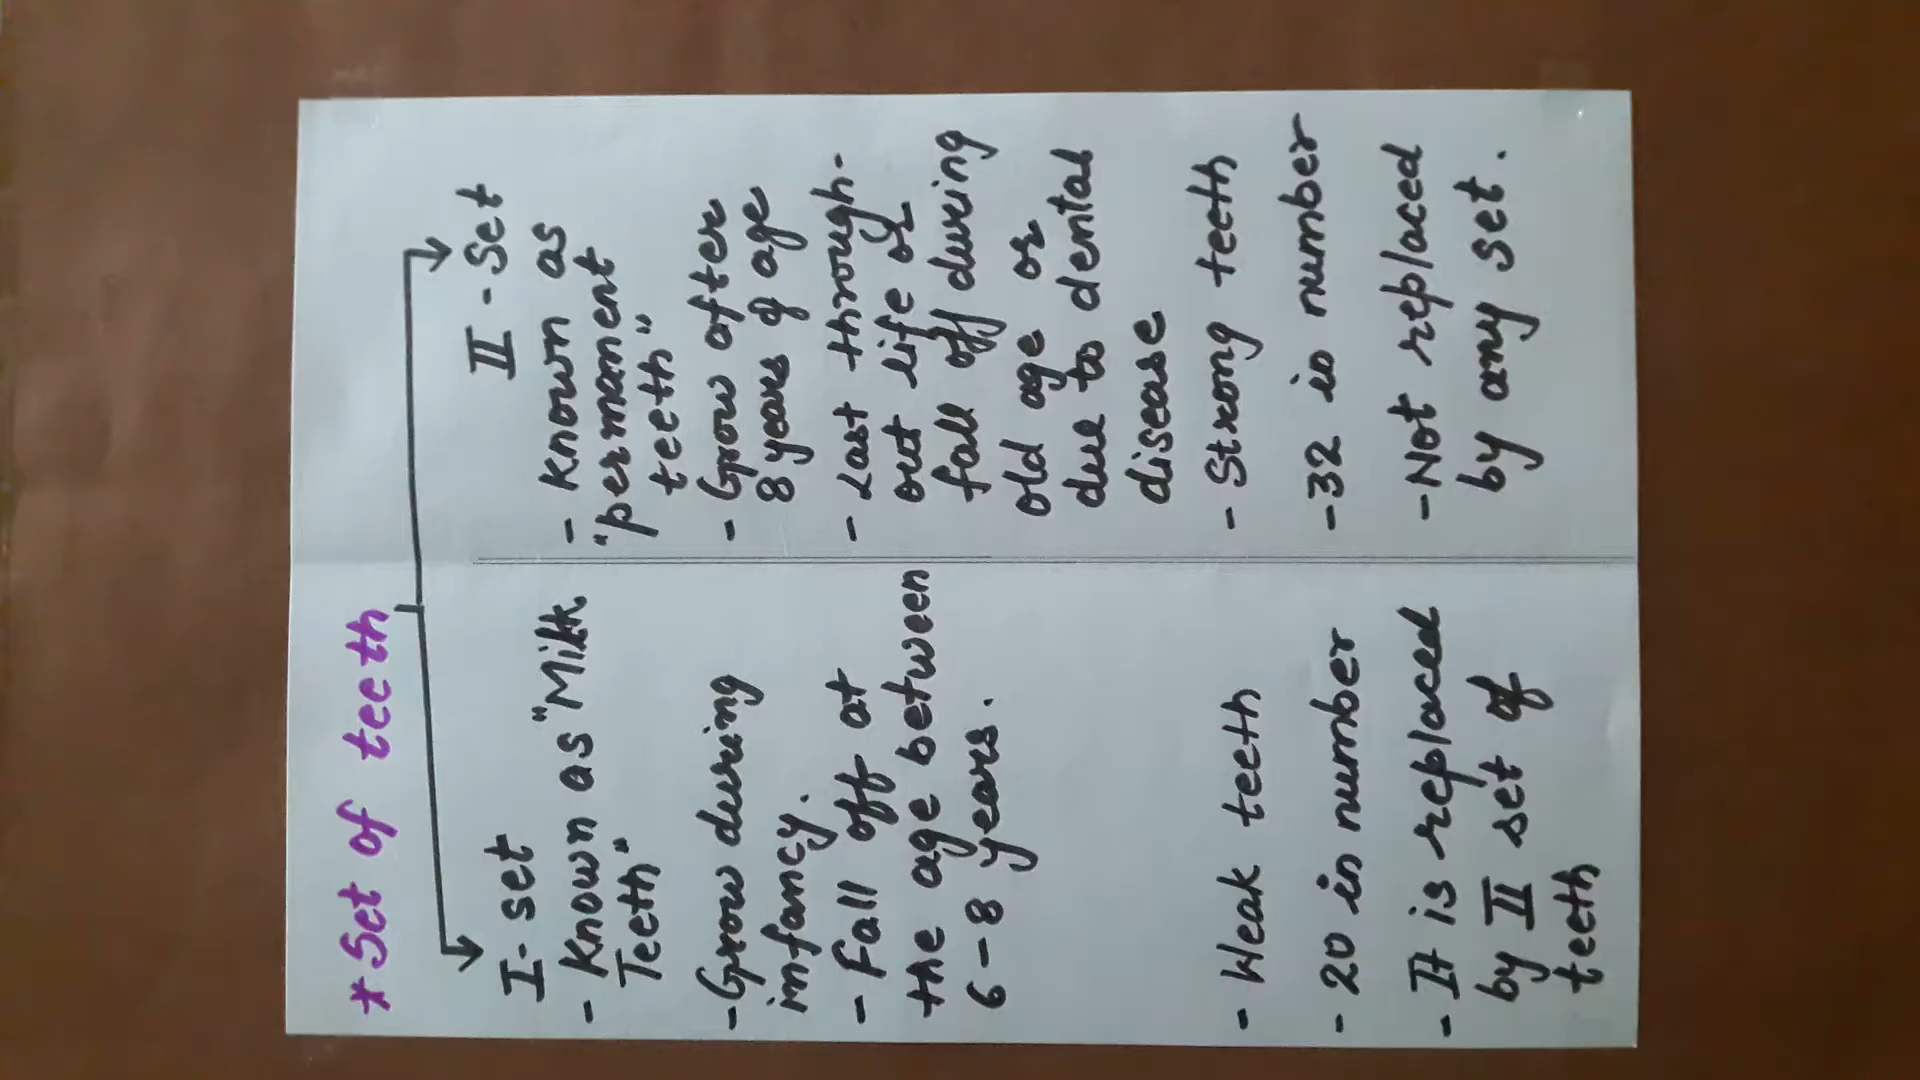 *Set of teeth
I-set
- Known as "Milk
Teeth"
-Grow during
infancy.
- Fall off at
the age between
6-8 years.
- Weak teeth
- 20 in number
- It is replaced
by II set of
teeth
II-Set
- Known as
"permament
teeth"
- Grow after
8 years of age
- Last through-
out life or
fall off during
old age or
due to dental
disease
- Strong teeth
-32 in number
-Not replaced
by any set.